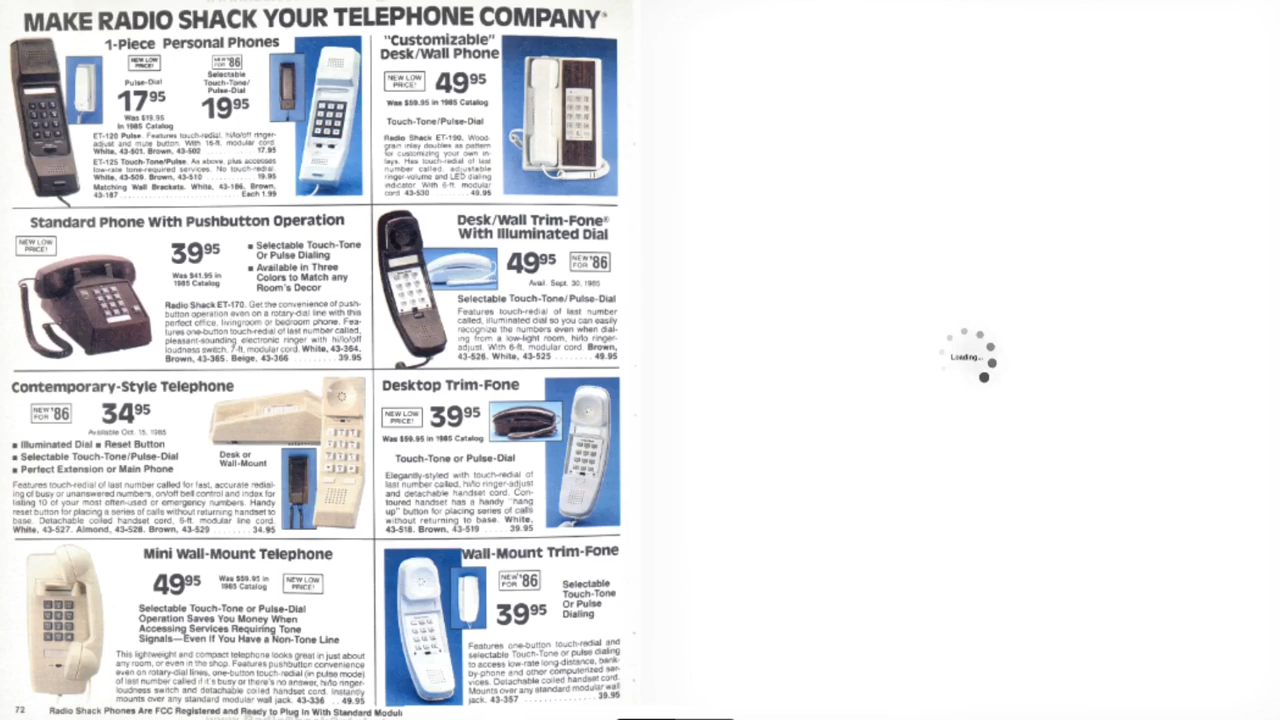 MAKE RADIO SHACK YOUR TELEPHONE COMPANY®
1-Piece Personal Phones
NEW LOW
PRICE!
Pulse-Dial
17 95
Was $19.95
In 1985 Catalog
NEW
FOR '86
Selectable
Touch-Tone/
Pulse-Dial
19 95
ET-120 Pulse. Features touch-redial, hi/lo/off ringer-
adjust and mute button. With 16-ft. modular cord.
White, 43-501. Brown, 43-502 17.95
ET-125 Touch-Tone/Pulse. As above, plus accesses
low-rate tone-required services. No touch-redial.
White, 43-509. Brown, 43-510 19.95
Matching Wall Brackets. White, 43-186. Brown,
43-187 Each 1.99
"Customizable"
Desk/Wall Phone
NEW LOW
PRICE!
49 95
Was $59.95 in 1985 Catalog
Touch-Tone/Pulse-Dial
Radio Shack ET-190. Wood-
grain inlay doubles as pattern
for customizing your own in-
lays. Has touch-redial of last
number called, adjustable
ringer-volume and LED dialing
indicator. With 6-ft. modular
cord. 43-530 49.95
Standard Phone With Pushbutton Operation
NEW LOW
PRICE!
39 95
Was $41.95 in
1985 Catalog
■ Selectable Touch-Tone
Or Pulse Dialing
■ Available in Three
Colors to Match any
Room's Decor
Radio Shack ET-170. Get the convenience of push-
button operation even on a rotary-dial line with this
perfect office, livingroom or bedroom phone. Fea-
tures one-button touch-redial of last number called,
pleasant-sounding electronic ringer with hi/lo/off
loudness switch, 7-ft. modular cord. White, 43-364.
Brown, 43-365. Beige, 43-366 39.95
Desk/Wall Trim-Fone®
With Illuminated Dial
49 95
NEW
FOR '86
Avail. Sept. 30, 1985
Selectable Touch-Tone/Pulse-Dial
Features touch-redial of last number
called, illuminated dial so you can easily
recognize the numbers even when dial-
ing from a low-light room, hi/lo ringer-
adjust. With 6-ft. modular cord. Brown,
43-526. White, 43-525 49.95
Contemporary-Style Telephone
NEW
FOR '86
34 95
Available Oct. 15, 1985
■ Illuminated Dial ■ Reset Button
■ Selectable Touch-Tone/Pulse-Dial
■ Perfect Extension or Main Phone
Desk or
Wall-Mount
Features touch-redial of last number called for fast, accurate redial-
ing of busy or unanswered numbers, on/off bell control and index for
listing 10 of your most often-used or emergency numbers. Handy
reset button for placing a series of calls without returning handset to
base. Detachable coiled handset cord, 6-ft. modular line cord.
White, 43-527. Almond, 43-528. Brown, 43-529 34.95
Desktop Trim-Fone
NEW LOW
PRICE!
39 95
Was $59.95 in 1985 Catalog
Touch-Tone or Pulse-Dial
Elegantly-styled with touch-redial of
last number called, hi/lo ringer-adjust
and detachable handset cord. Con-
toured handset has a handy "hang
up" button for placing series of calls
without returning to base. White,
43-518. Brown, 43-519 39.95
Mini Wall-Mount Telephone
49 95
Was $59.95 in
1985 Catalog
NEW LOW
PRICE!
Selectable Touch-Tone or Pulse-Dial
Operation Saves You Money When
Accessing Services Requiring Tone
Signals—Even If You Have a Non-Tone Line
This lightweight and compact telephone looks great in just about
any room, or even in the shop. Features pushbutton convenience
even on rotary-dial lines, one-button touch-redial (in pulse mode)
of last number called if it's busy or there's no answer, hi/lo ringer-
loudness switch and detachable coiled handset cord. Instantly
mounts over any standard modular wall jack. 43-336 49.95
Wall-Mount Trim-Fone
NEW
FOR '86
39 95
Selectable
Touch-Tone
Or Pulse
Dialing
Features one-button touch-redial and
selectable touch-tone or pulse dialing
to access low-rate long-distance, bank-
by-phone and other computerized ser-
vices. Detachable coiled handset cord.
Mounts over any standard modular wall
jack. 43-357 39.95
72 Radio Shack Phones Are FCC Registered and Ready to Plug In With Standard Modul
Loading...